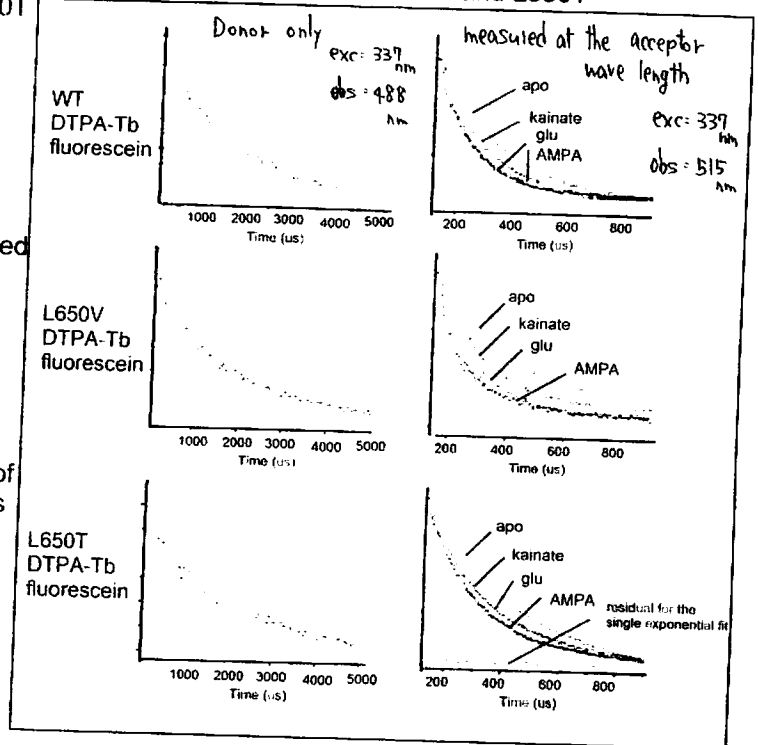 Donor only
exc: 337 nm
obs = 488 nm
measured at the acceptor
wave length
exc: 337 nm
obs: 515 nm
WT
DTPA-Tb
fluorescein
apo
kainate
glu
AMPA
1000 2000 3000 4000 5000
Time (us)
200 400 600 800
Time (us)
ed
L650V
DTPA-Tb
fluorescein
apo
kainate
glu
AMPA
1000 2000 3000 4000 5000
Time (us)
200 400 600 800
Time (us)
of
s
L650T
DTPA-Tb
fluorescein
apo
kainate
glu
AMPA
residual for the
single exponential fit
1000 2000 3000 4000 5000
Time (us)
200 400 600 800
Time (us)